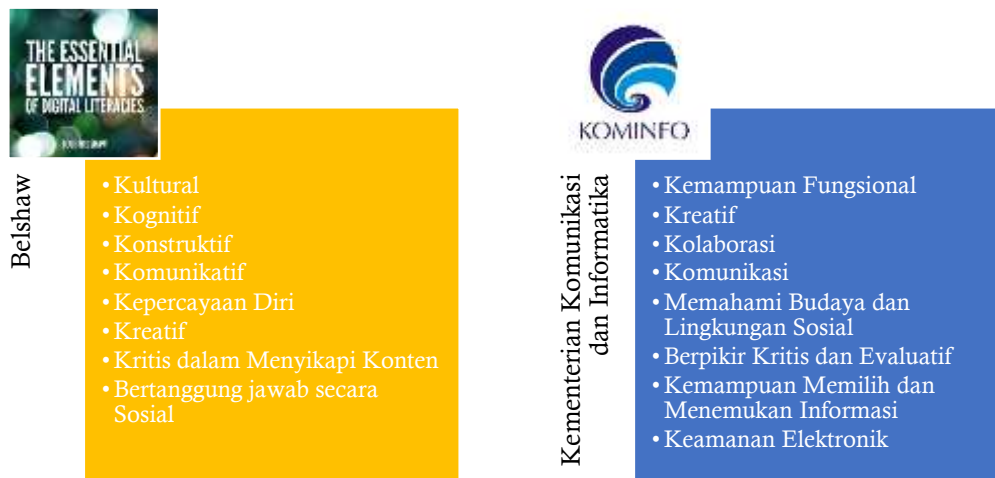 THE ESSENTIAL
ELEMENTS
OF DIGITAL LITERACIES
Belshaw
• Kultural
• Kognitif
• Konstruktif
• Komunikatif
• Kepercayaan Diri
• Kreatif
• Kritis dalam Menyikapi Konten
• Bertanggung jawab secara
Sosial
KOMINFO
Kementerian Komunikasi
dan Informatika
• Kemampuan Fungsional
• Kreatif
• Kolaborasi
• Komunikasi
• Memahami Budaya dan
Lingkungan Sosial
• Berpikir Kritis dan Evaluatif
• Kemampuan Memilih dan
Menemukan Informasi
• Keamanan Elektronik